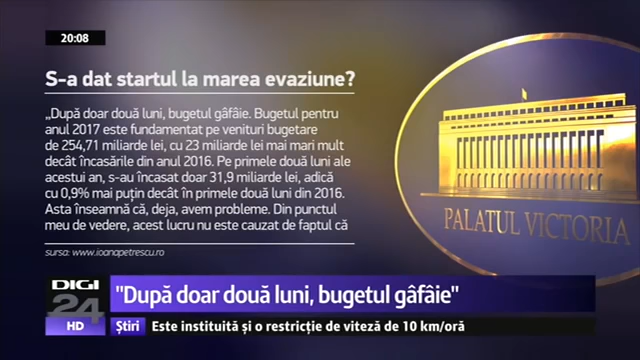 20:08
S-a dat startul la marea evaziune?
„După doar două luni, bugetul gâfâie. Bugetul pentru
anul 2017 este fundamentat pe venituri bugetare
de 254,71 miliarde lei, cu 23 miliarde lei mai mari mult
decât încasările din anul 2016. Pe primele două luni ale
acestui an, s-au încasat doar 31,9 miliarde lei, adică
cu 0,9% mai puțin decât în primele două luni din 2016.
Asta înseamnă că, deja, avem probleme. Din punctul
meu de vedere, acest lucru nu este cauzat de faptul că
sursa: www.ioanapetrescu.ro
PALATUL VICTORIA
DIGI
24
HD
"După doar două luni, bugetul gâfâie"
Știri
Este instituită și o restricție de viteză de 10 km/oră